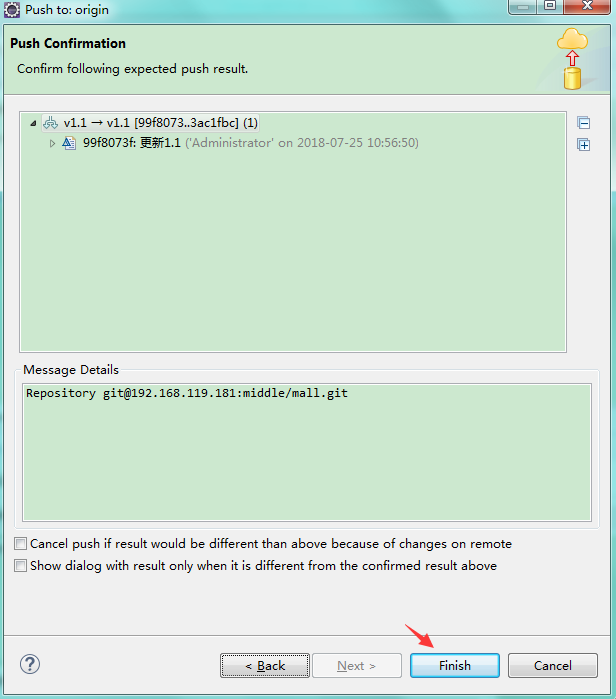 Push to: origin
Push Confirmation
Confirm following expected push result.
v1.1 → v1.1 [99f8073..3ac1fbc] (1)
99f8073f: 更新1.1 ('Administrator' on 2018-07-25 10:56:50)
Message Details
Repository git@192.168.119.181:middle/mall.git
Cancel push if result would be different than above because of changes on remote
Show dialog with result only when it is different from the confirmed result above
< Back Next > Finish Cancel